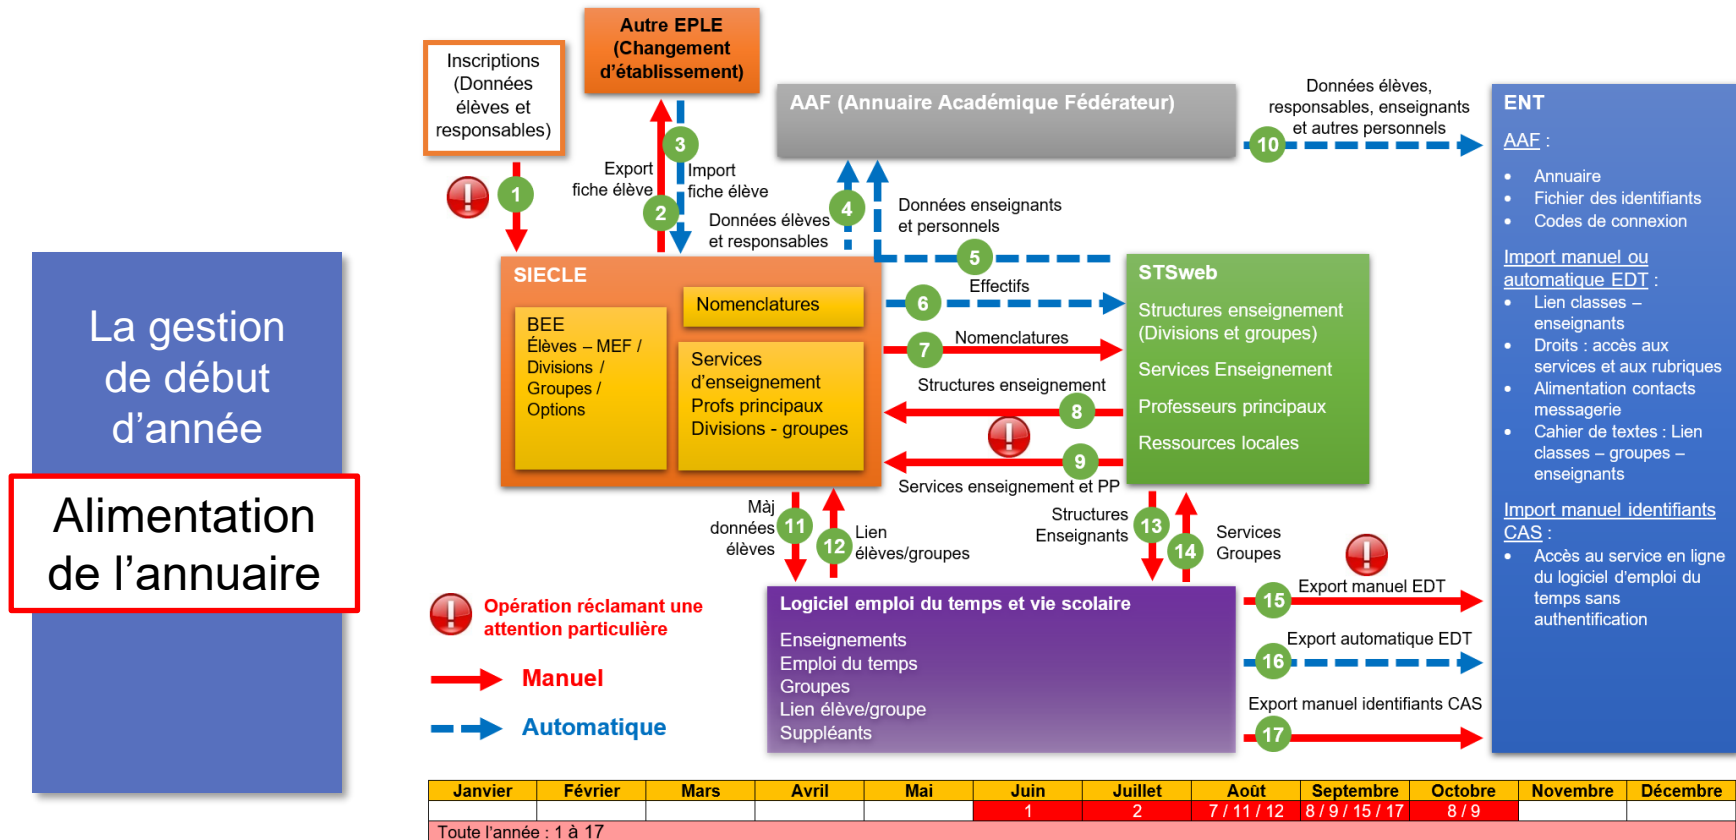 La gestion
de début
d’année
Alimentation
de l’annuaire
Inscriptions
(Données
élèves et
responsables)
Autre EPLE
(Changement
d’établissement)
AAF (Annuaire Académique Fédérateur)
Données élèves,
responsables, enseignants
et autres personnels
10
1
Export
fiche élève
2
3
Import
fiche élève
Données élèves
et responsables
4
Données enseignants
et personnels
5
SIECLE
BEE
Élèves – MEF /
Divisions /
Groupes /
Options
Nomenclatures
Services
d’enseignement
Profs principaux
Divisions - groupes
Effectifs
6
Nomenclatures
7
Structures enseignement
8
9
Services enseignement et PP
STSweb
Structures enseignement
(Divisions et groupes)
Services Enseignement
Professeurs principaux
Ressources locales
Màj
données
élèves
11
12
Lien
élèves/groupes
Structures
Enseignants
13
14
Services
Groupes
Logiciel emploi du temps et vie scolaire
Enseignements
Emploi du temps
Groupes
Lien élève/groupe
Suppléants
Export manuel EDT
15
Export automatique EDT
16
Export manuel identifiants CAS
17
ENT
AAF :
• Annuaire
• Fichier des identifiants
• Codes de connexion
Import manuel ou
automatique EDT :
• Lien classes –
enseignants
• Droits : accès aux
services et aux rubriques
• Alimentation contacts
messagerie
• Cahier de textes : Lien
classes – groupes –
enseignants
Import manuel identifiants
CAS :
• Accès au service en ligne
du logiciel d’emploi du
temps sans
authentification
! Opération réclamant une
attention particulière
Manuel
Automatique
Janvier Février Mars Avril Mai Juin Juillet Août Septembre Octobre Novembre Décembre
1 2 7 / 11 / 12 8 / 9 / 15 / 17 8 / 9
Toute l’année : 1 à 17